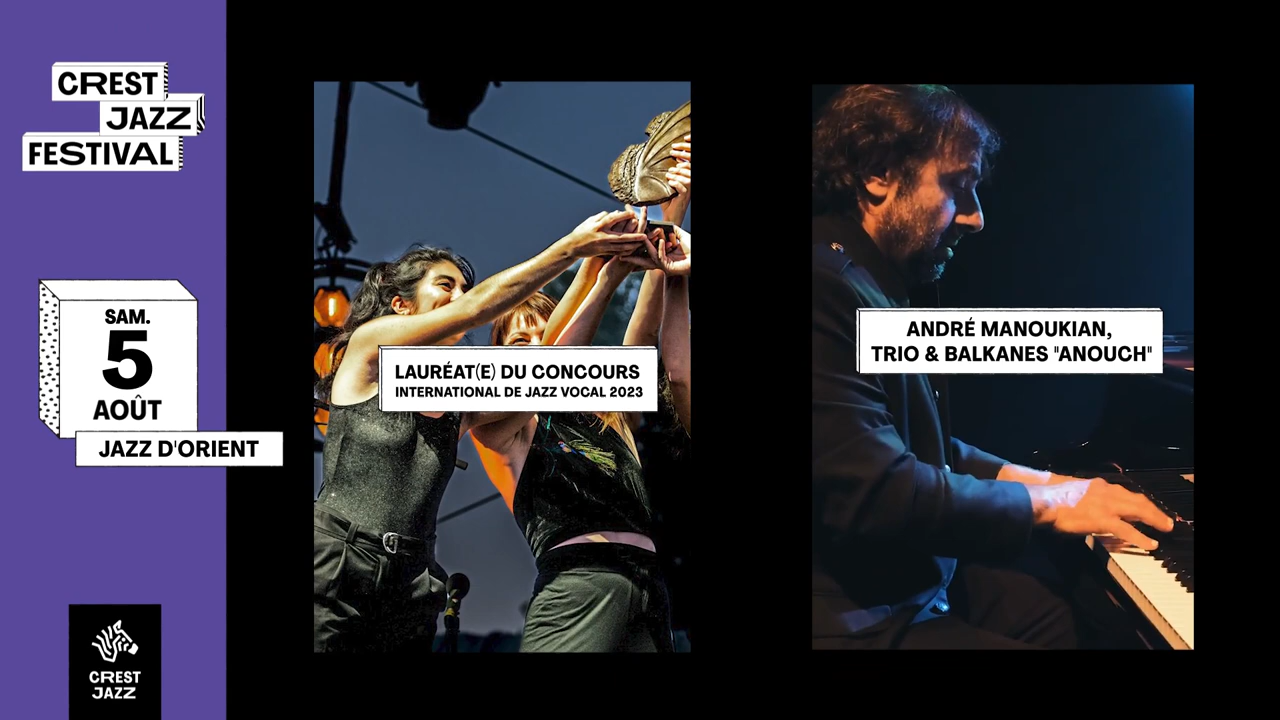 CREST
JAZZ
FESTIVAL
SAM.
5
AOÛT
JAZZ D'ORIENT
CREST
JAZZ
LAURÉAT(E) DU CONCOURS
INTERNATIONAL DE JAZZ VOCAL 2023
ANDRÉ MANOUKIAN,
TRIO & BALKANES "ANOUCH"